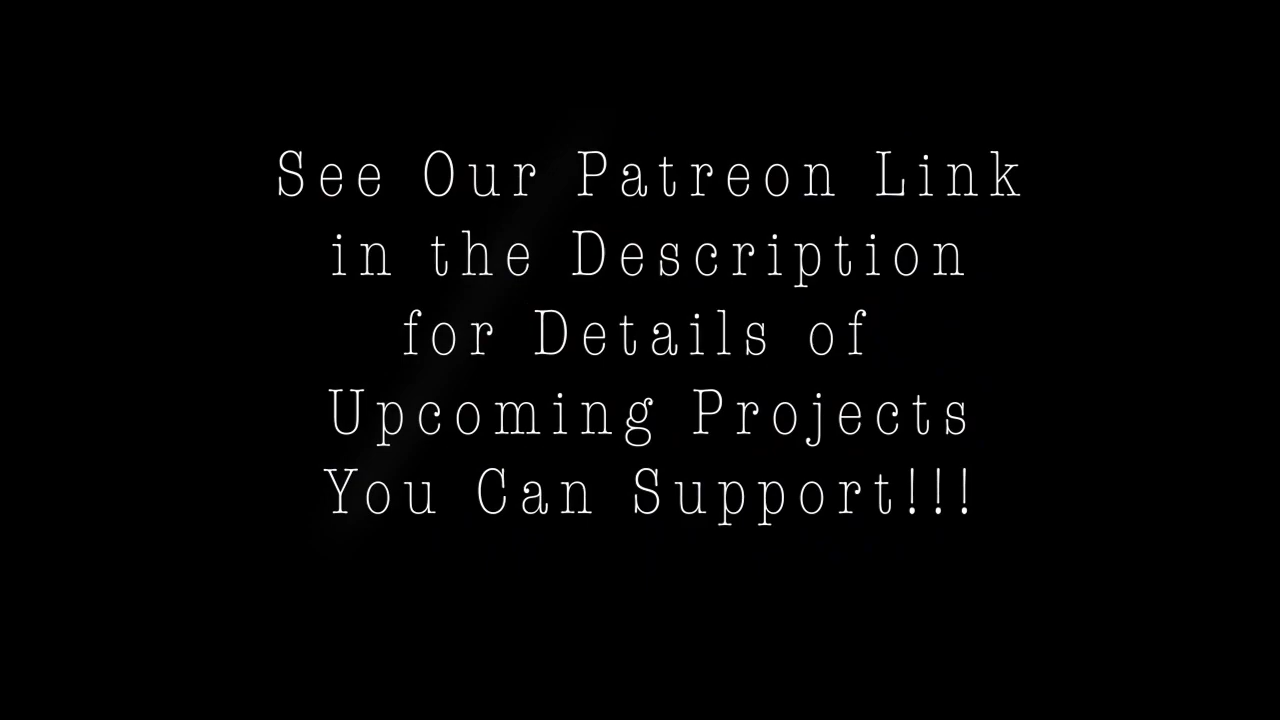 See Our Patreon Link
in the Description
for Details of
Upcoming Projects
You Can Support!!!